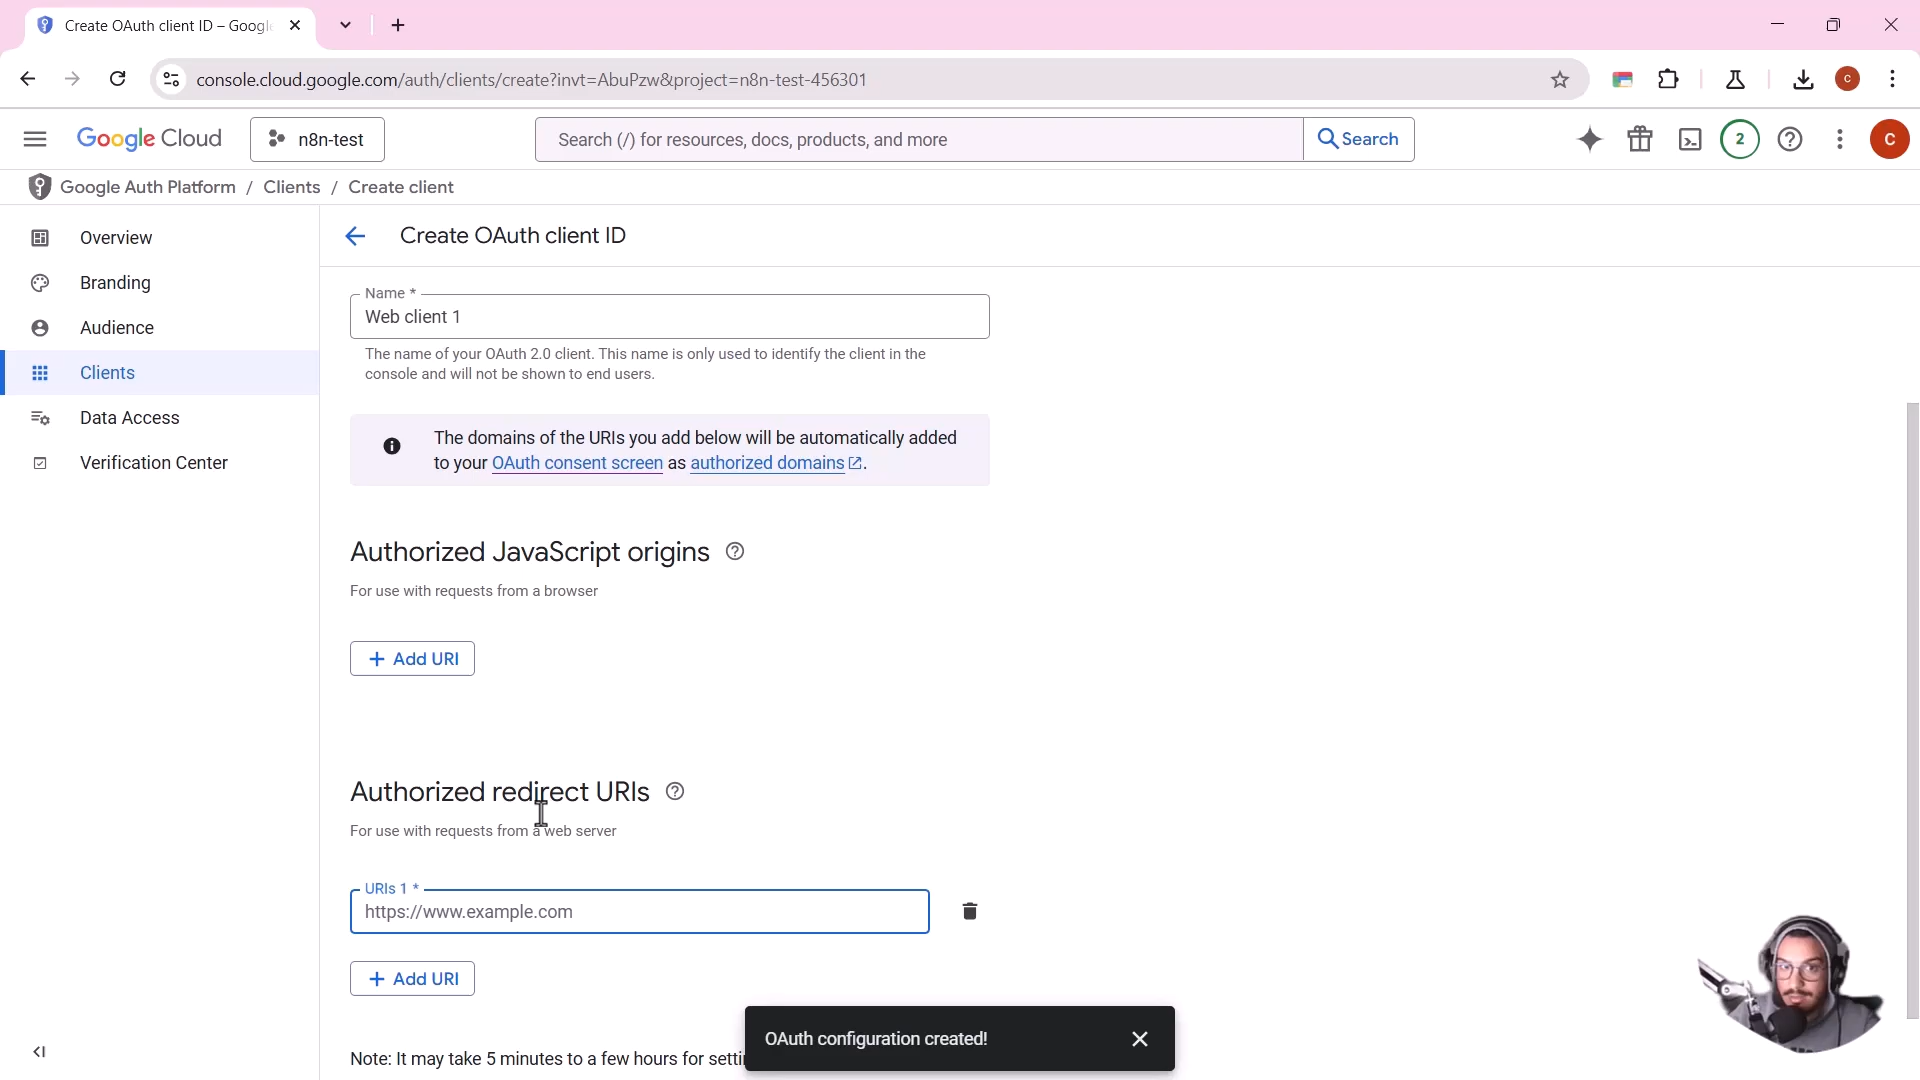 Create OAuth client ID – Google
console.cloud.google.com/auth/clients/create?invt=AbuPzw&project=n8n-test-456301
C
Google Cloud
n8n-test
Search (/) for resources, docs, products, and more
Search
2
C
Google Auth Platform / Clients / Create client
Overview
Branding
Audience
Clients
Data Access
Verification Center
Create OAuth client ID
Name *
Web client 1
The name of your OAuth 2.0 client. This name is only used to identify the client in the
console and will not be shown to end users.
The domains of the URIs you add below will be automatically added
to your OAuth consent screen as authorized domains.
Authorized JavaScript origins
For use with requests from a browser
+ Add URI
Authorized redirect URIs
For use with requests from a web server
URIs 1 *
https://www.example.com
+ Add URI
Note: It may take 5 minutes to a few hours for
OAuth configuration created!